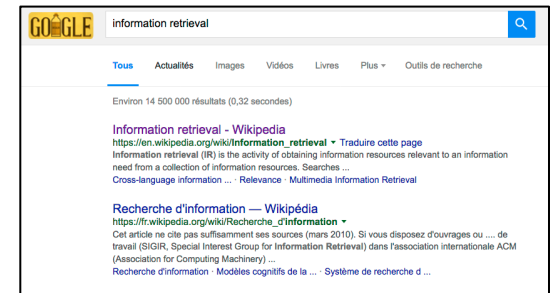 GOOGLE
information retrieval
Tous Actualités Images Vidéos Livres Plus Outils de recherche
Environ 14 500 000 résultats (0,32 secondes)
Information retrieval - Wikipedia
https://en.wikipedia.org/wiki/Information_retrieval Traduire cette page
Information retrieval (IR) is the activity of obtaining information resources relevant to an information
need from a collection of information resources. Searches ...
Cross-language information ... · Relevance · Multimedia Information Retrieval
Recherche d'information — Wikipédia
https://fr.wikipedia.org/wiki/Recherche_d'information
Cet article ne cite pas suffisamment ses sources (mars 2010). Si vous disposez d'ouvrages ou .... de
travail (SIGIR, Special Interest Group for Information Retrieval) dans l'association internationale ACM
(Association for Computing Machinery) ...
Recherche d'information · Modèles cognitifs de la ... · Système de recherche d ...